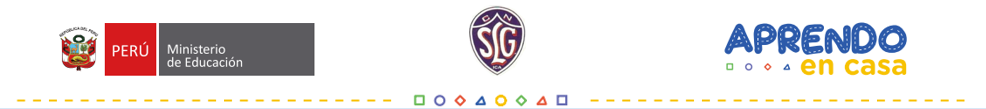 PERÚ
Ministerio
de Educación
C N
SLG
APRENDO
en casa